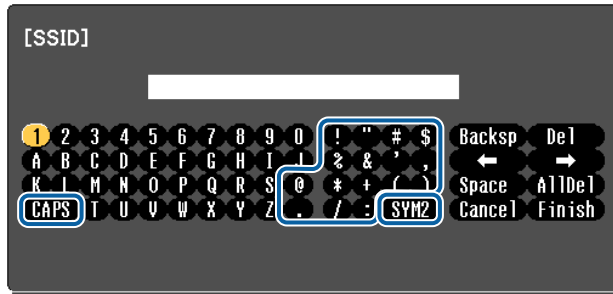 [SSID]
1 2 3 4 5 6 7 8 9 0 ! " # $ Backsp Del
A B C D E F G H I J % & ' , ← →
K L M N O P Q R S @ * + ( ) Space AllDel
CAPS T U V W X Y Z . / : SYM2 Cancel Finish